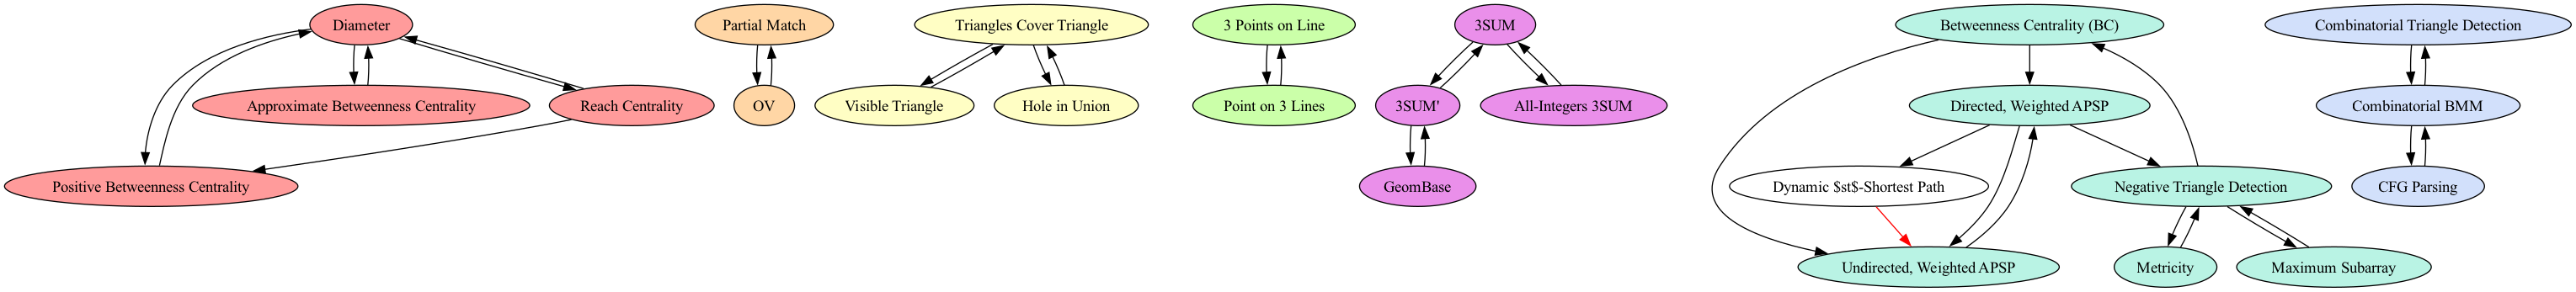 Diameter
Partial Match
Triangles Cover Triangle
3 Points on Line
3SUM
Betweenness Centrality (BC)
Combinatorial Triangle Detection
Approximate Betweenness Centrality
Reach Centrality
OV
Visible Triangle
Hole in Union
Point on 3 Lines
3SUM'
All-Integers 3SUM
Directed, Weighted APSP
Combinatorial BMM
Positive Betweenness Centrality
GeomBase
Dynamic $st$-Shortest Path
Negative Triangle Detection
CFG Parsing
Undirected, Weighted APSP
Metricity
Maximum Subarray